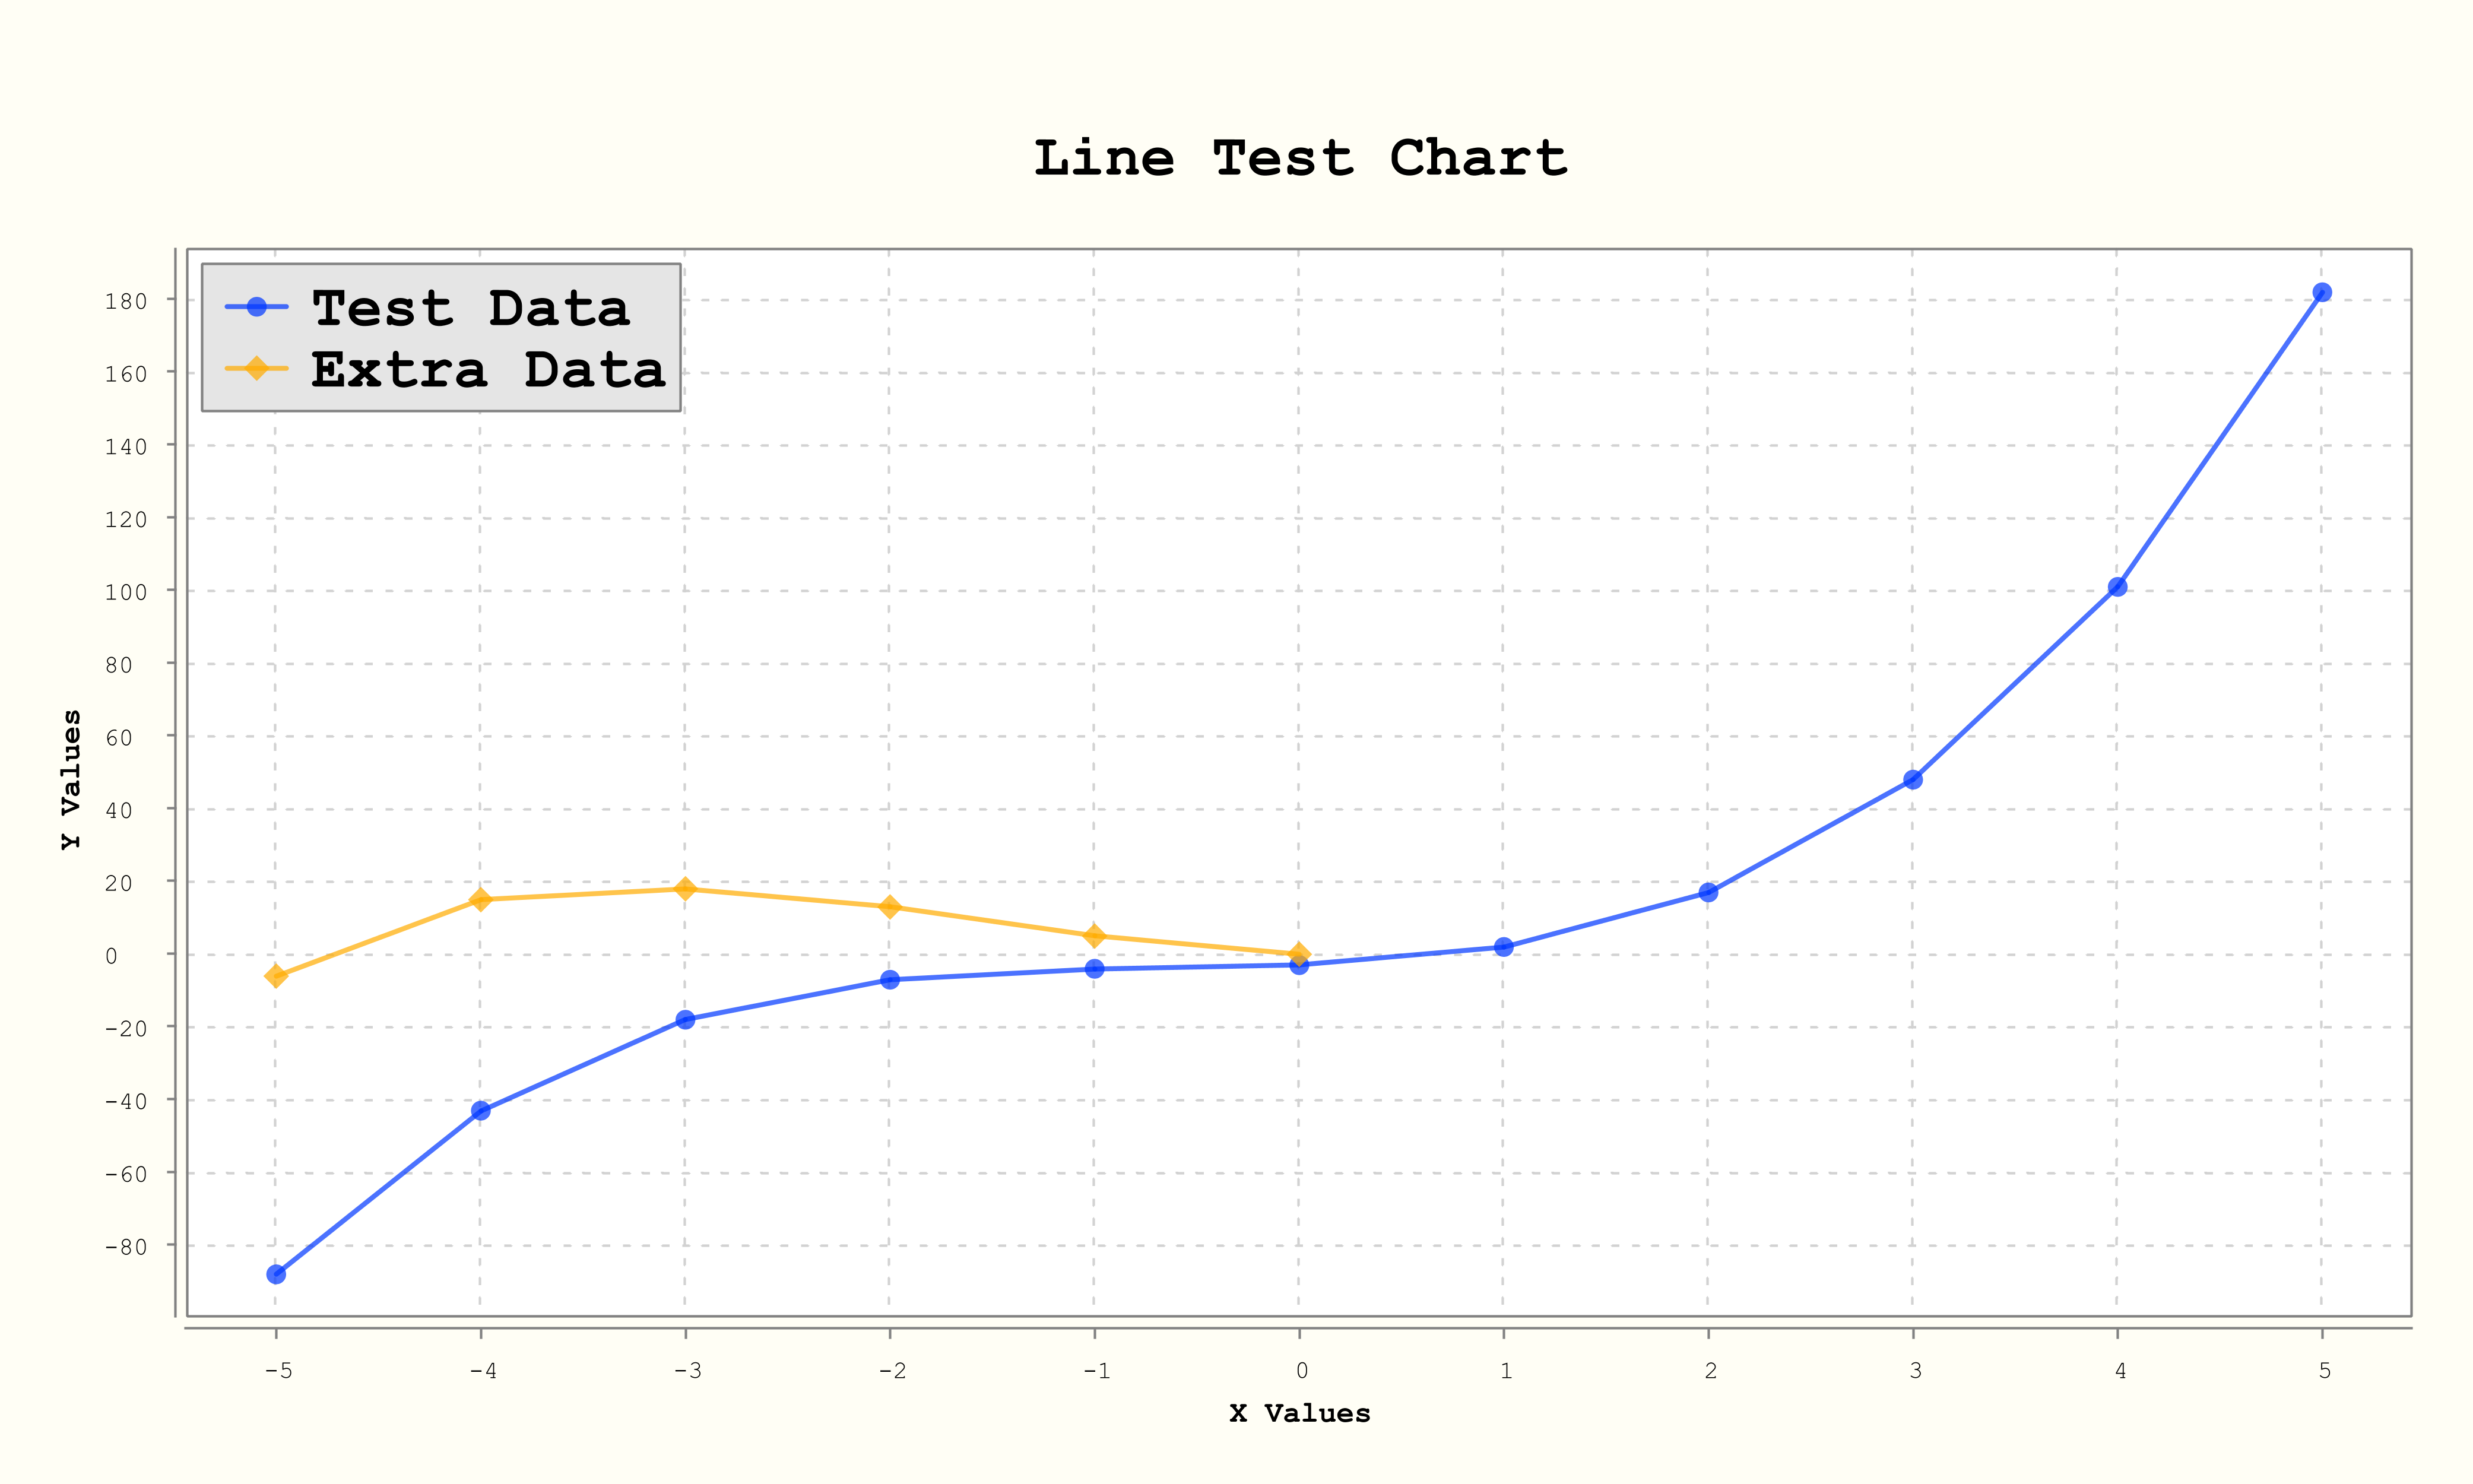 Line Test Chart
Test Data
Extra Data
180
160
140
120
100
80
60
40
20
0
-20
-40
-60
-80
Y Values
-5 -4 -3 -2 -1 0 1 2 3 4 5
X Values